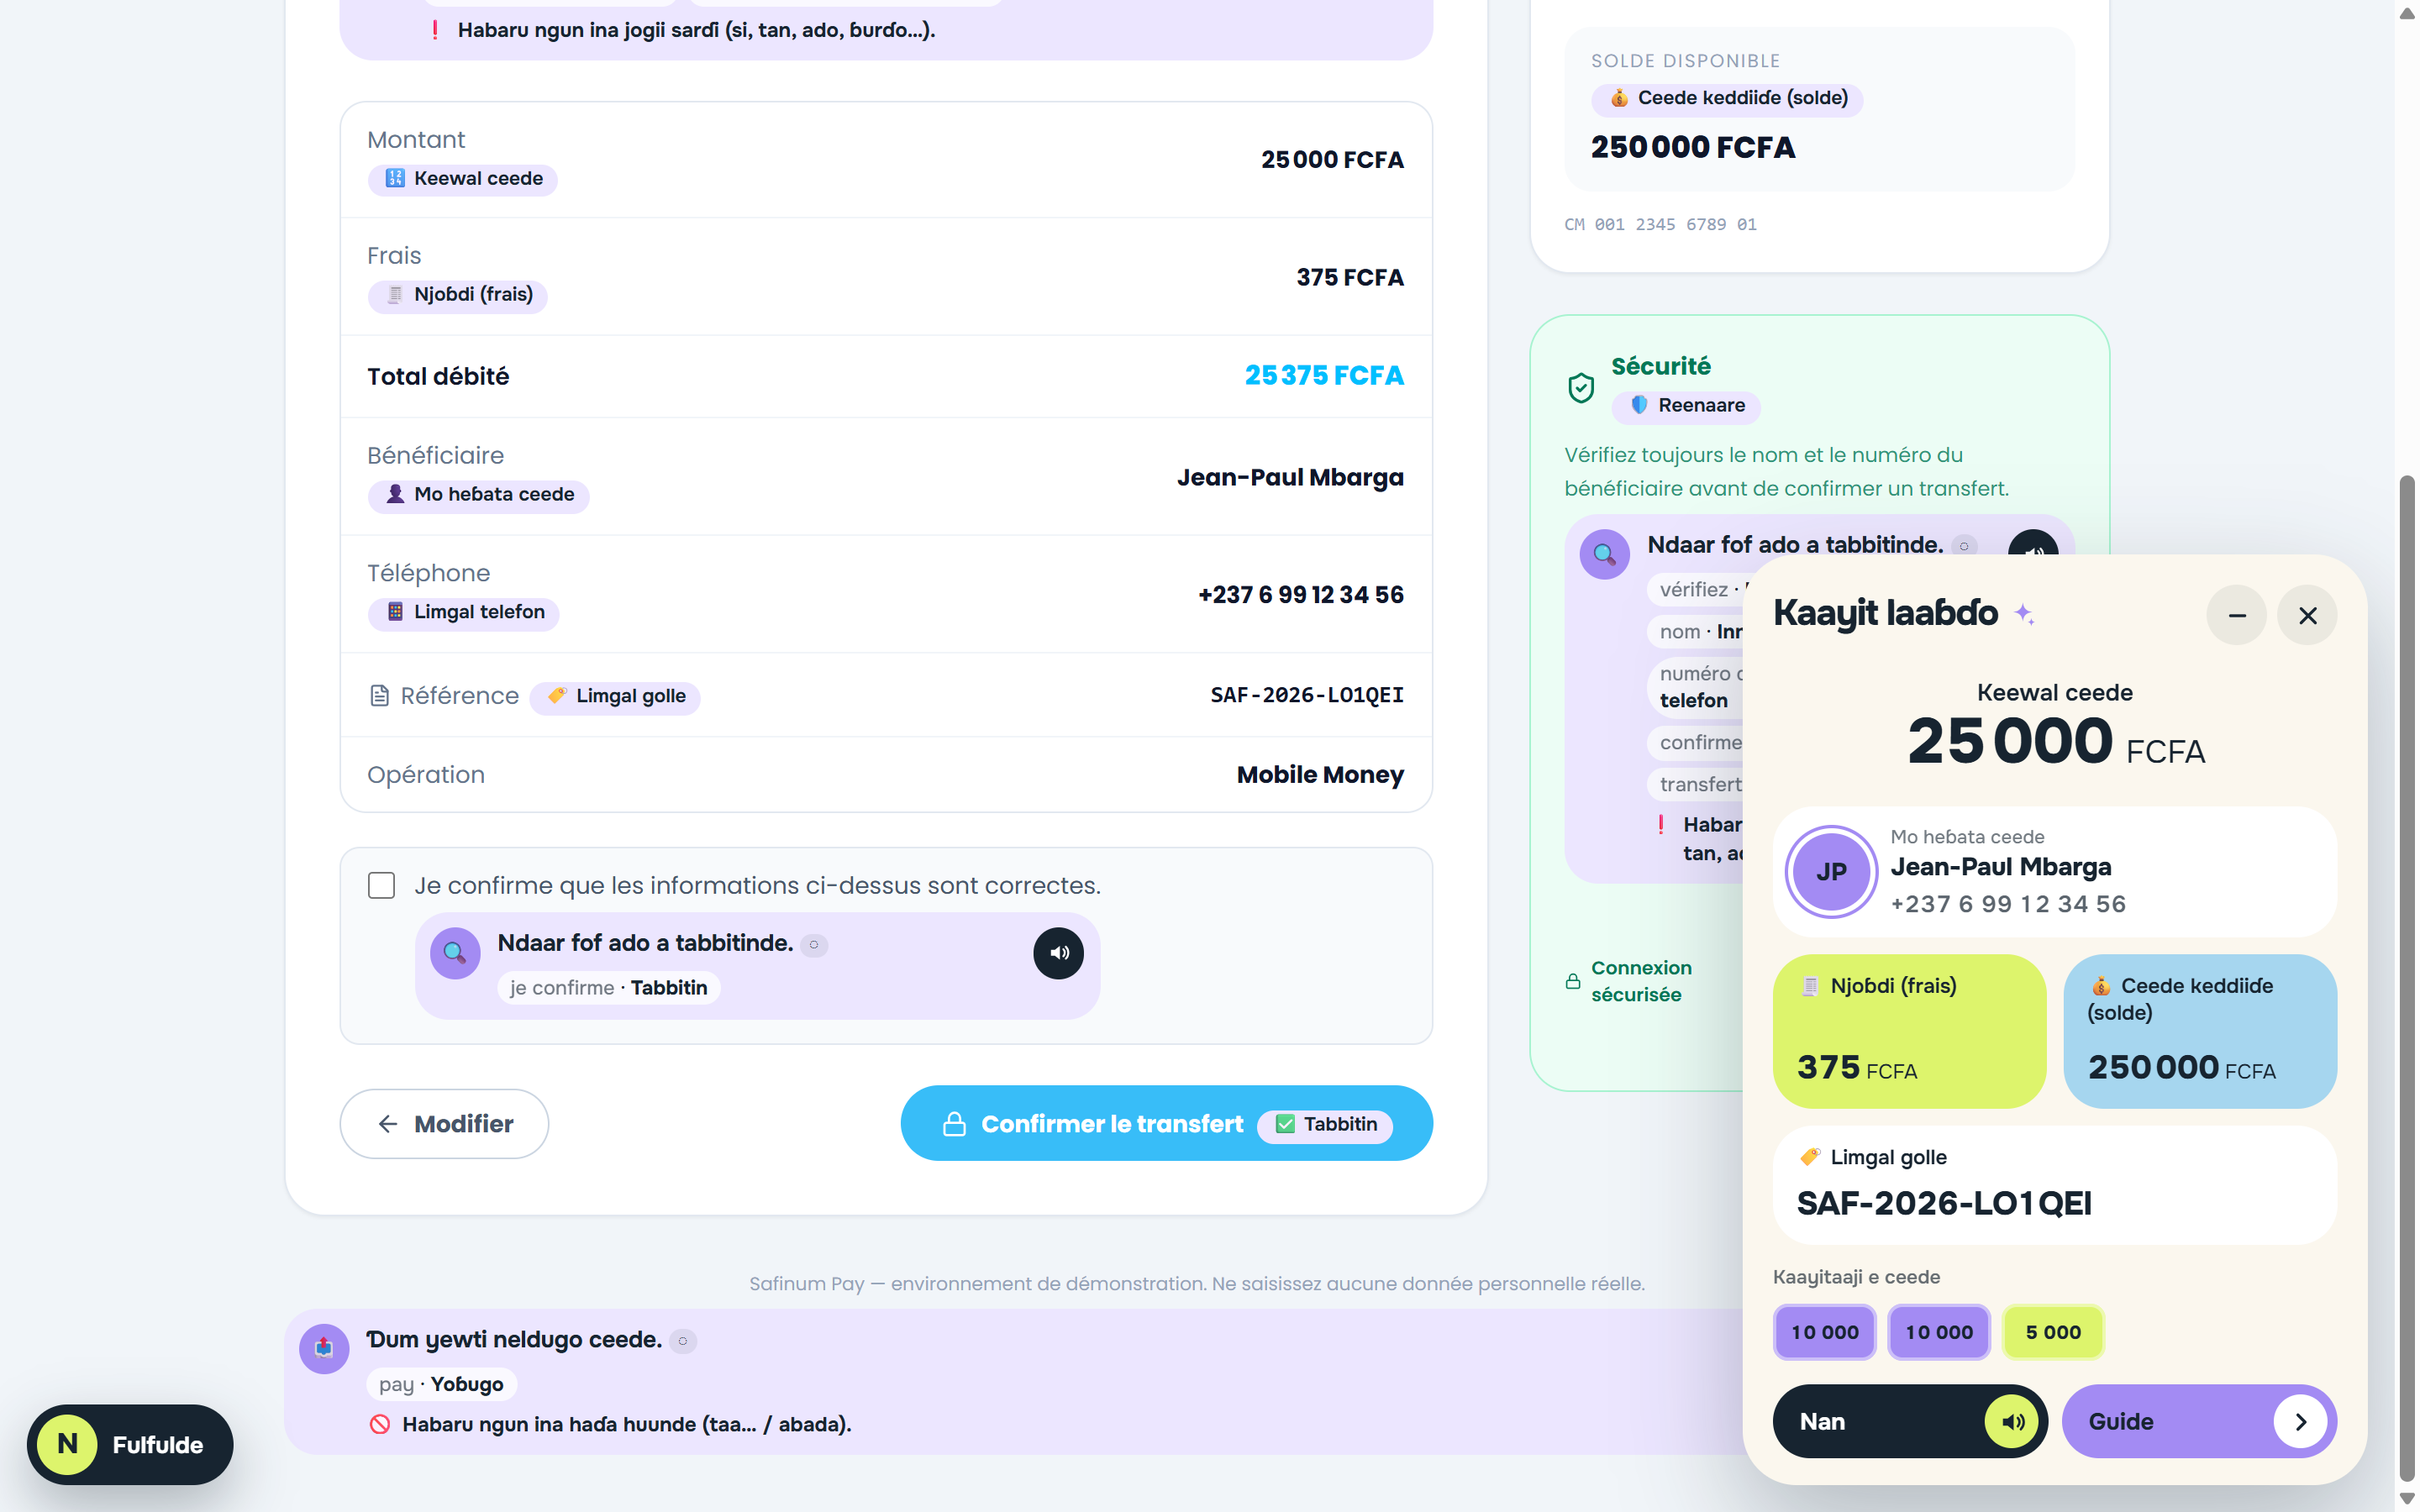 ❗ Habaru ngun ina jogii sarɗi (si, tan, ado, ɓurɗo...).
Montant
Keewal ceede
25 000 FCFA
Frais
Njoɓdi (frais)
375 FCFA
Total débité
25 375 FCFA
Bénéficiaire
Mo heɓata ceede
Jean-Paul Mbarga
Téléphone
Limgal telefon
+237 6 99 12 34 56
Référence
Limgal golle
SAF-2026-LO1QEI
Opération
Mobile Money
Je confirme que les informations ci-dessus sont correctes.
Ndaar fof ado a tabbitinde.
je confirme · Tabbitin
Modifier
Confirmer le transfert
Tabbitin
SOLDE DISPONIBLE
Ceede keddiiɗe (solde)
250 000 FCFA
CM 001 2345 6789 01
Sécurité
Reenaare
Vérifiez toujours le nom et le numéro du
bénéficiaire avant de confirmer un transfert.
Ndaar fof ado a tabbitinde.
vérifiez ·
nom ·
numéro
telefon
confirme
transfert
Connexion
sécurisée
Safinum Pay — environnement de démonstration. Ne saisissez aucune donnée personnelle réelle.
Ɗum yewti neldugo ceede.
pay · Yoɓugo
🚫 Habaru ngun ina haɗa huunde (taa... / abada).
N Fulfulde
Kaayit laaɓɗo
Keewal ceede
25 000 FCFA
JP
Mo heɓata ceede
Jean-Paul Mbarga
+237 6 99 12 34 56
Njoɓdi (frais)
375 FCFA
Ceede keddiiɗe
(solde)
250 000 FCFA
Limgal golle
SAF-2026-LO1QEI
Kaayitaaji e ceede
10 000
10 000
5 000
Nan
Guide